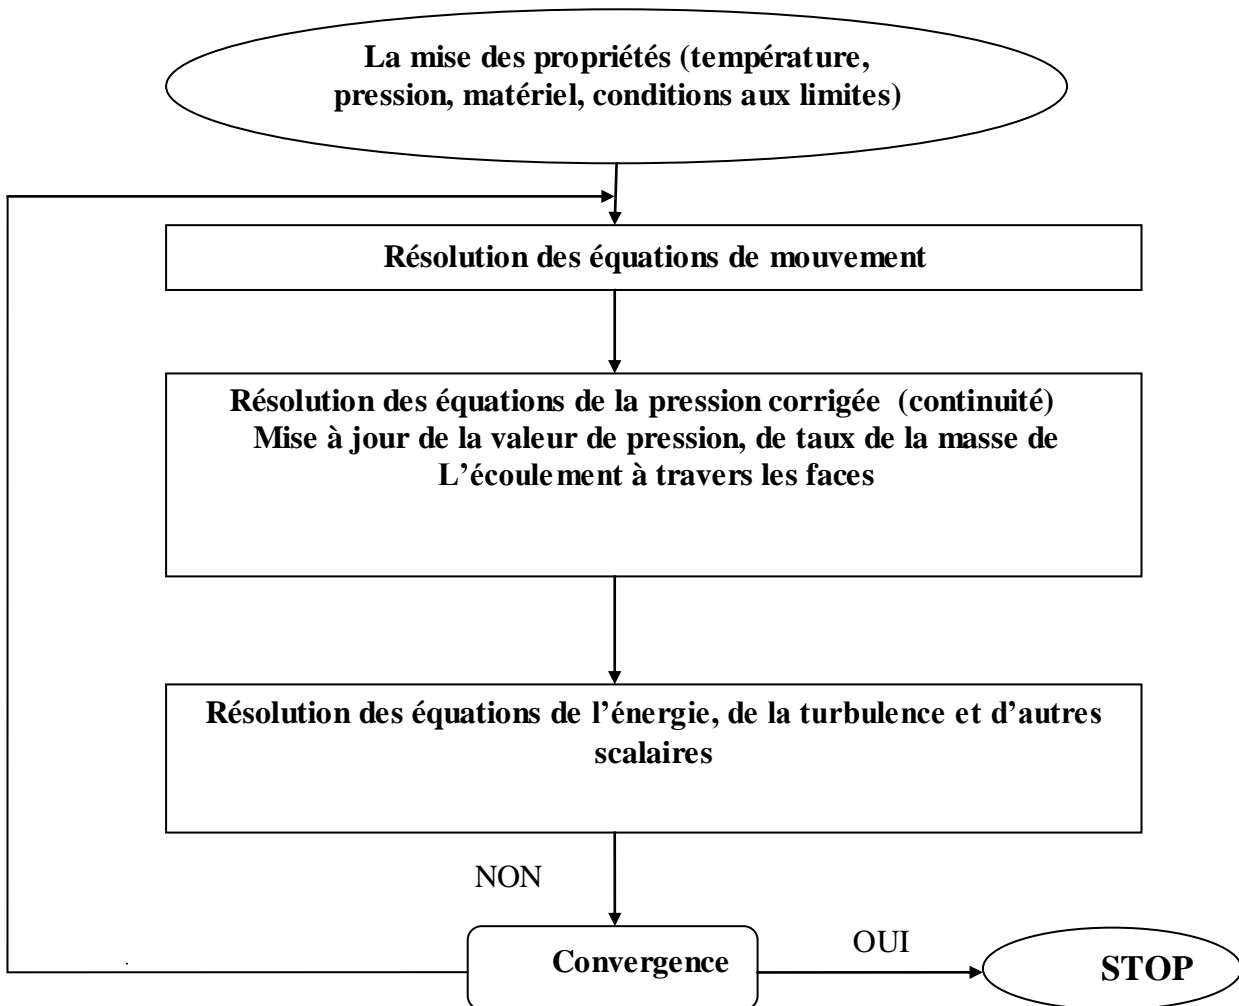 La mise des propriétés (température,
pression, matériel, conditions aux limites)
Résolution des équations de mouvement
Résolution des équations de la pression corrigée (continuité)
Mise à jour de la valeur de pression, de taux de la masse de
L’écoulement à travers les faces
Résolution des équations de l’énergie, de la turbulence et d’autres
scalaires
NON
Convergence
OUI
STOP